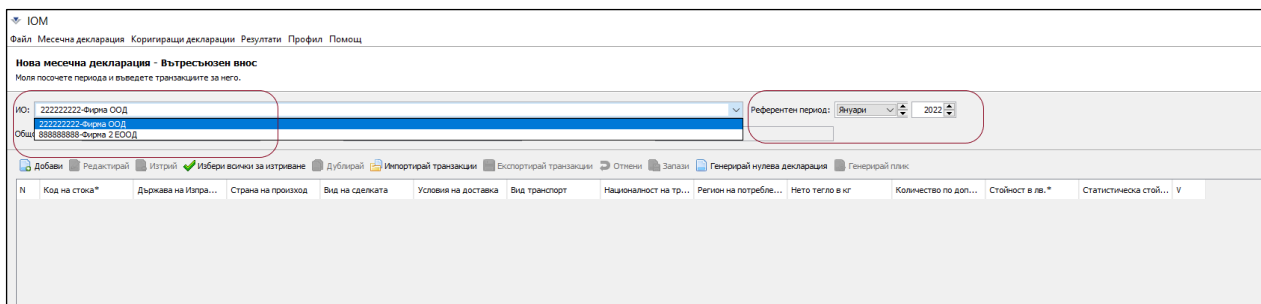 IOM
Файл Месечна декларация Коригиращи декларации Резултати Профил Помощ
Нова месечна декларация - Вътресъюзен внос
Моля посочете периода и въведете транзакциите за него.
ИО: 222222222-Фирма ООД Референтен период: Януари 2022
222222222-Фирма ООД
888888888-Фирма 2 ЕООД
Добави Редактирай Изтрий Избери всички за изтриване Дублирай Импортирай транзакции Експортирай транзакции Отмени Запази Генерирай нулева декларация Генерирай плик
N Код на стока* Държава на Изпра... Страна на произход Вид на сделката Условия на доставка Вид транспорт Националност на тр... Регион на потребле... Нето тегло в кг Количество по доп... Стойност в лв.* Статистическа стой... V